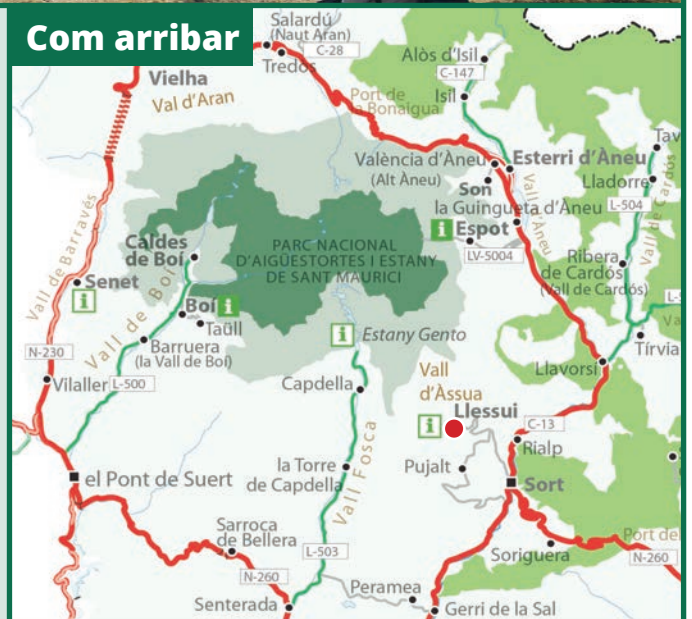 Com arribar
Salardú
(Naut Aran)
C-28
Tredòs
Alòs d'Isil
C-147
Isil
Vielha
Val d'Aran
Port de
la Bonaigua
València d'Àneu
(Alt Àneu)
Esterri d'Àneu
Son
la Guingueta d'Àneu
Vall d'Àneu
Lladorre
L-504
Vall de Cardós
i Espot
LV-5004
Ribera
de Cardós
(Vall de Cardós)
Vall de Barravés
Caldes
de Boí
PARC NACIONAL
D'AIGÜESTORTES I ESTANY
DE SANT MAURICI
Senet
i
Vall de Boí
Boí i
Taüll
i Estany Gento
Barruera
(la Vall de Boí)
N-230
Vilaller
L-500
Capdella
Vall
d'Àssua
i Llessui
Llavorsí
Tírvia
C-13
Rialp
Pujalt
Sort
el Pont de Suert
la Torre
de Capdella
Vall Fosca
Sarroca
de Bellera
L-503
N-260
Senterada
Peramea
Gerri de la Sal
Soriguera
N-260